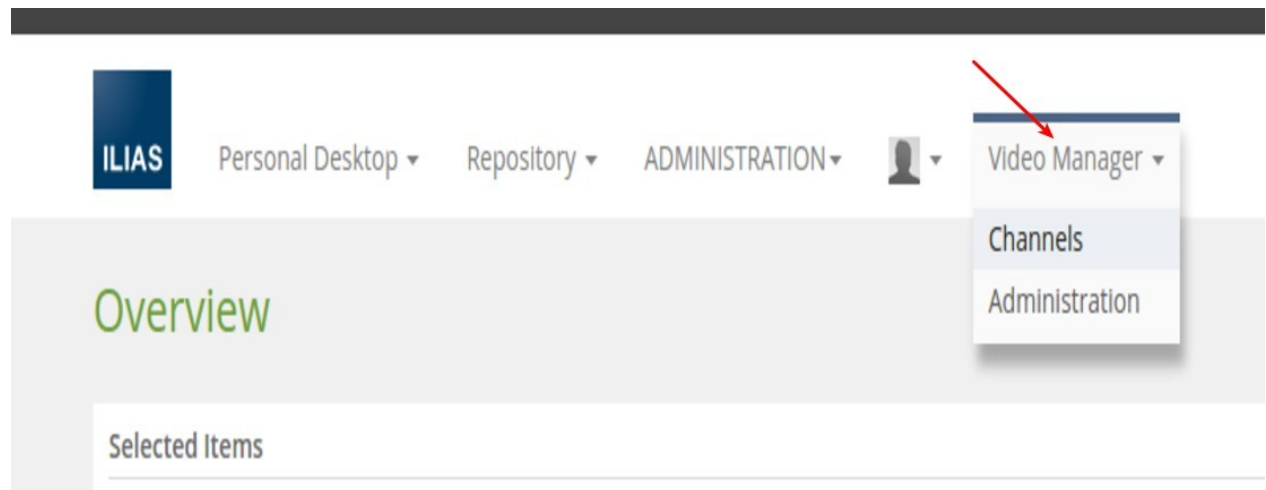 ILIAS Personal Desktop Repository ADMINISTRATION Video Manager
Channels
Administration
Overview
Selected Items